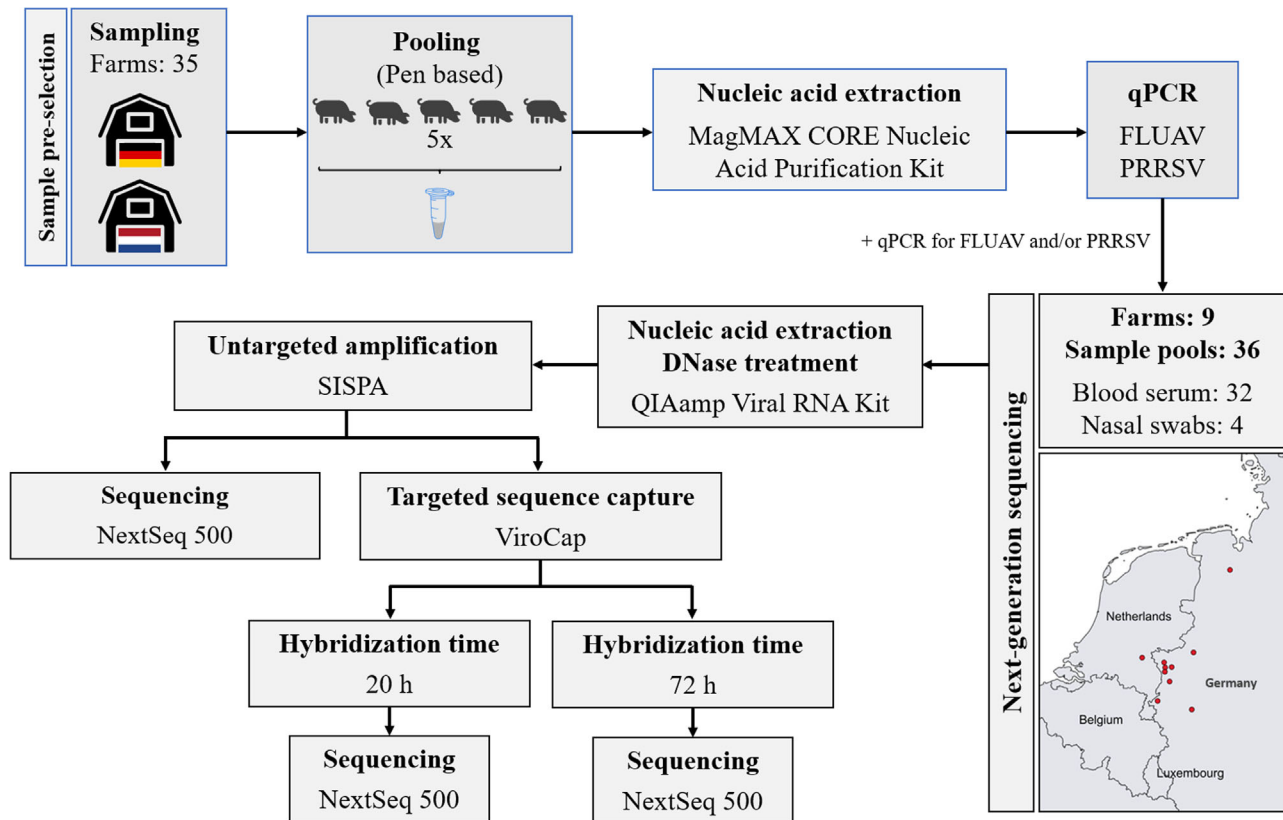 Sample pre-selection
Sampling
Farms: 35
Pooling
(Pen based)
5x
Nucleic acid extraction
MagMAX CORE Nucleic
Acid Purification Kit
qPCR
FLUAV
PRRSV
+ qPCR for FLUAV and/or PRRSV
Next-generation sequencing
Farms: 9
Sample pools: 36
Blood serum: 32
Nasal swabs: 4
Netherlands
Germany
Belgium
Luxembourg
Nucleic acid extraction
DNase treatment
QIAamp Viral RNA Kit
Untargeted amplification
SISPA
Sequencing
NextSeq 500
Targeted sequence capture
ViroCap
Hybridization time
20 h
Hybridization time
72 h
Sequencing
NextSeq 500
Sequencing
NextSeq 500